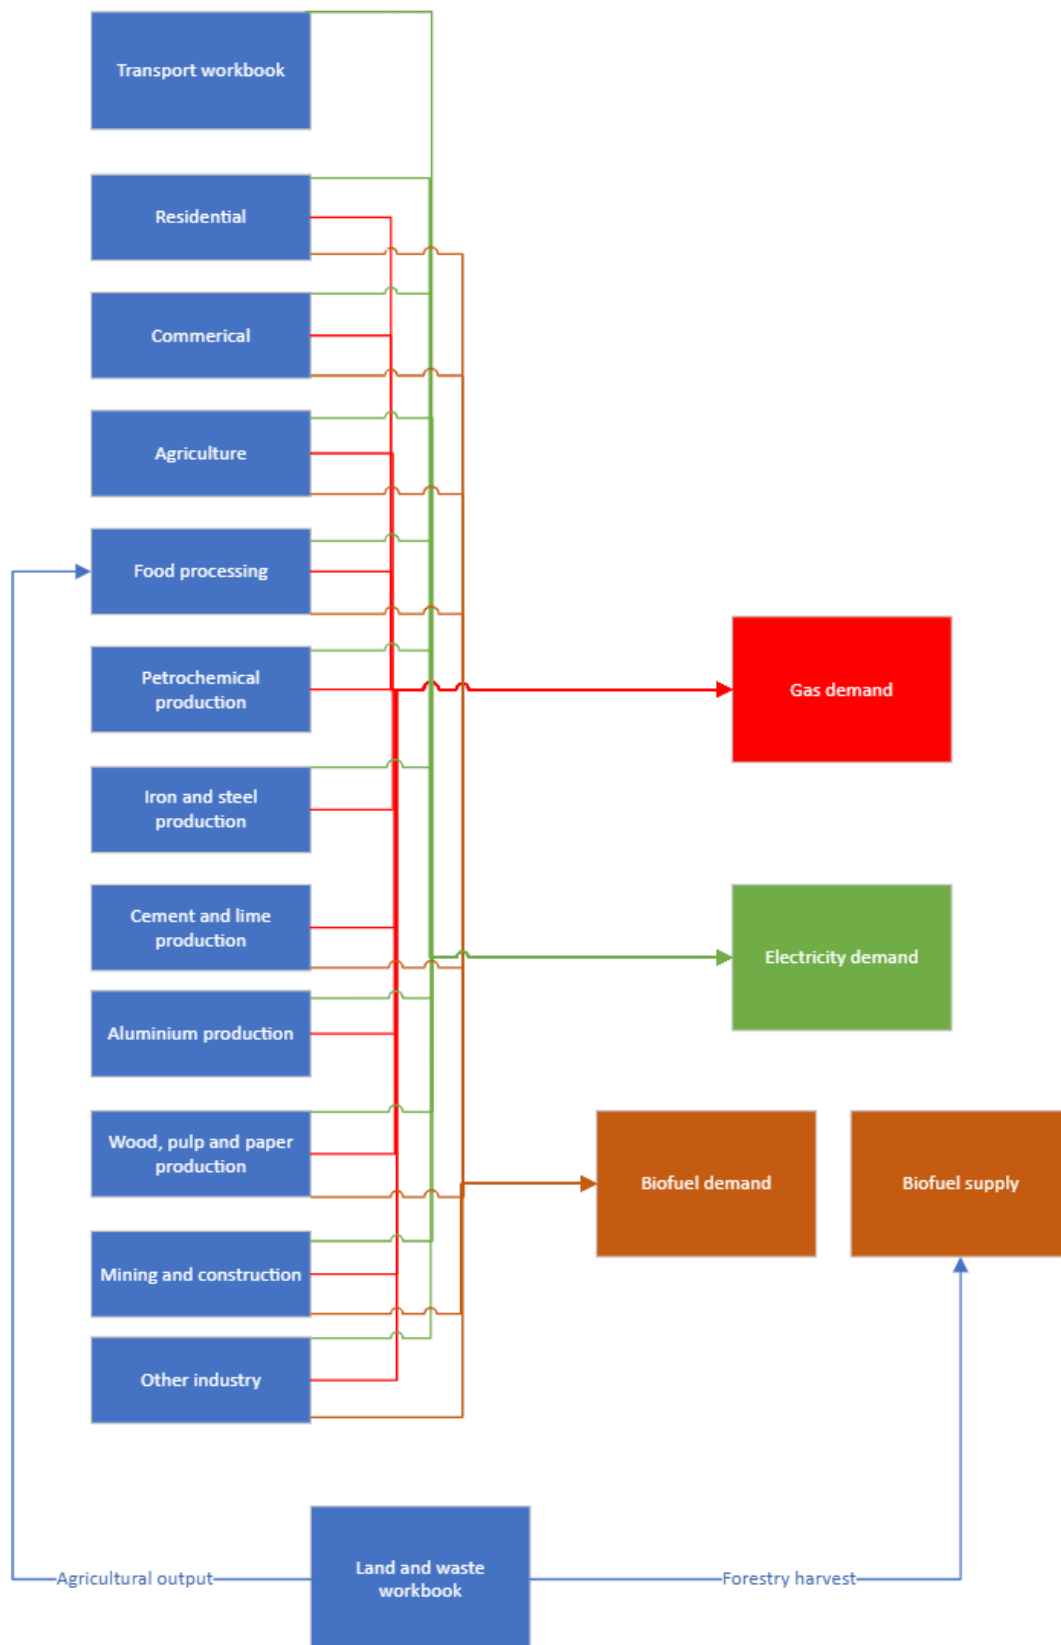 Transport workbook
Residential
Commerical
Agriculture
Food processing
Petrochemical
production
Gas demand
Iron and steel
production
Cement and lime
production
Electricity demand
Aluminium production
Wood, pulp and paper
production
Biofuel demand
Biofuel supply
Mining and construction
Other industry
Agricultural output
Land and waste
workbook
Forestry harvest